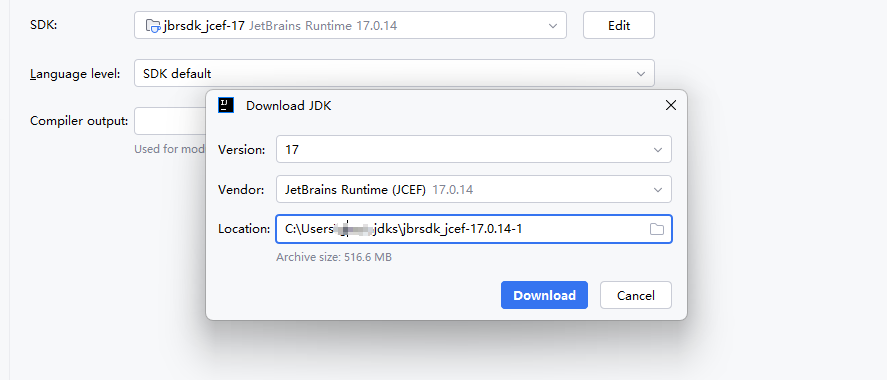 SDK: jbrsdk_jcef-17 JetBrains Runtime 17.0.14 Edit
Language level: SDK default
IJ Download JDK
Compiler output:
Version: 17
Used for mod
Vendor: JetBrains Runtime (JCEF) 17.0.14
Location: C:\Users\ jdks\jbrsdk_jcef-17.0.14-1
Archive size: 516.6 MB
Download Cancel